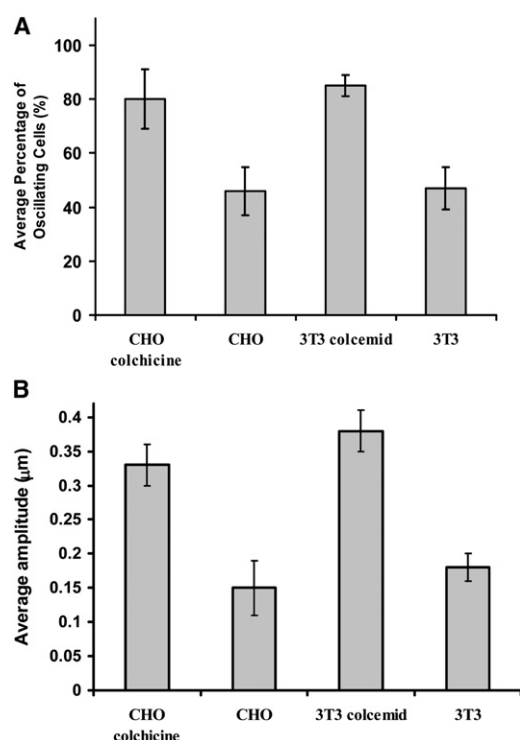 A
Average Percentage of
Oscillating Cells (%)
100
80
60
40
20
0
CHO
colchicine
CHO
3T3 colcemid
3T3
B
Average amplitude (μm)
0.4
0.35
0.3
0.25
0.2
0.15
0.1
0.05
0
CHO
colchicine
CHO
3T3 colcemid
3T3